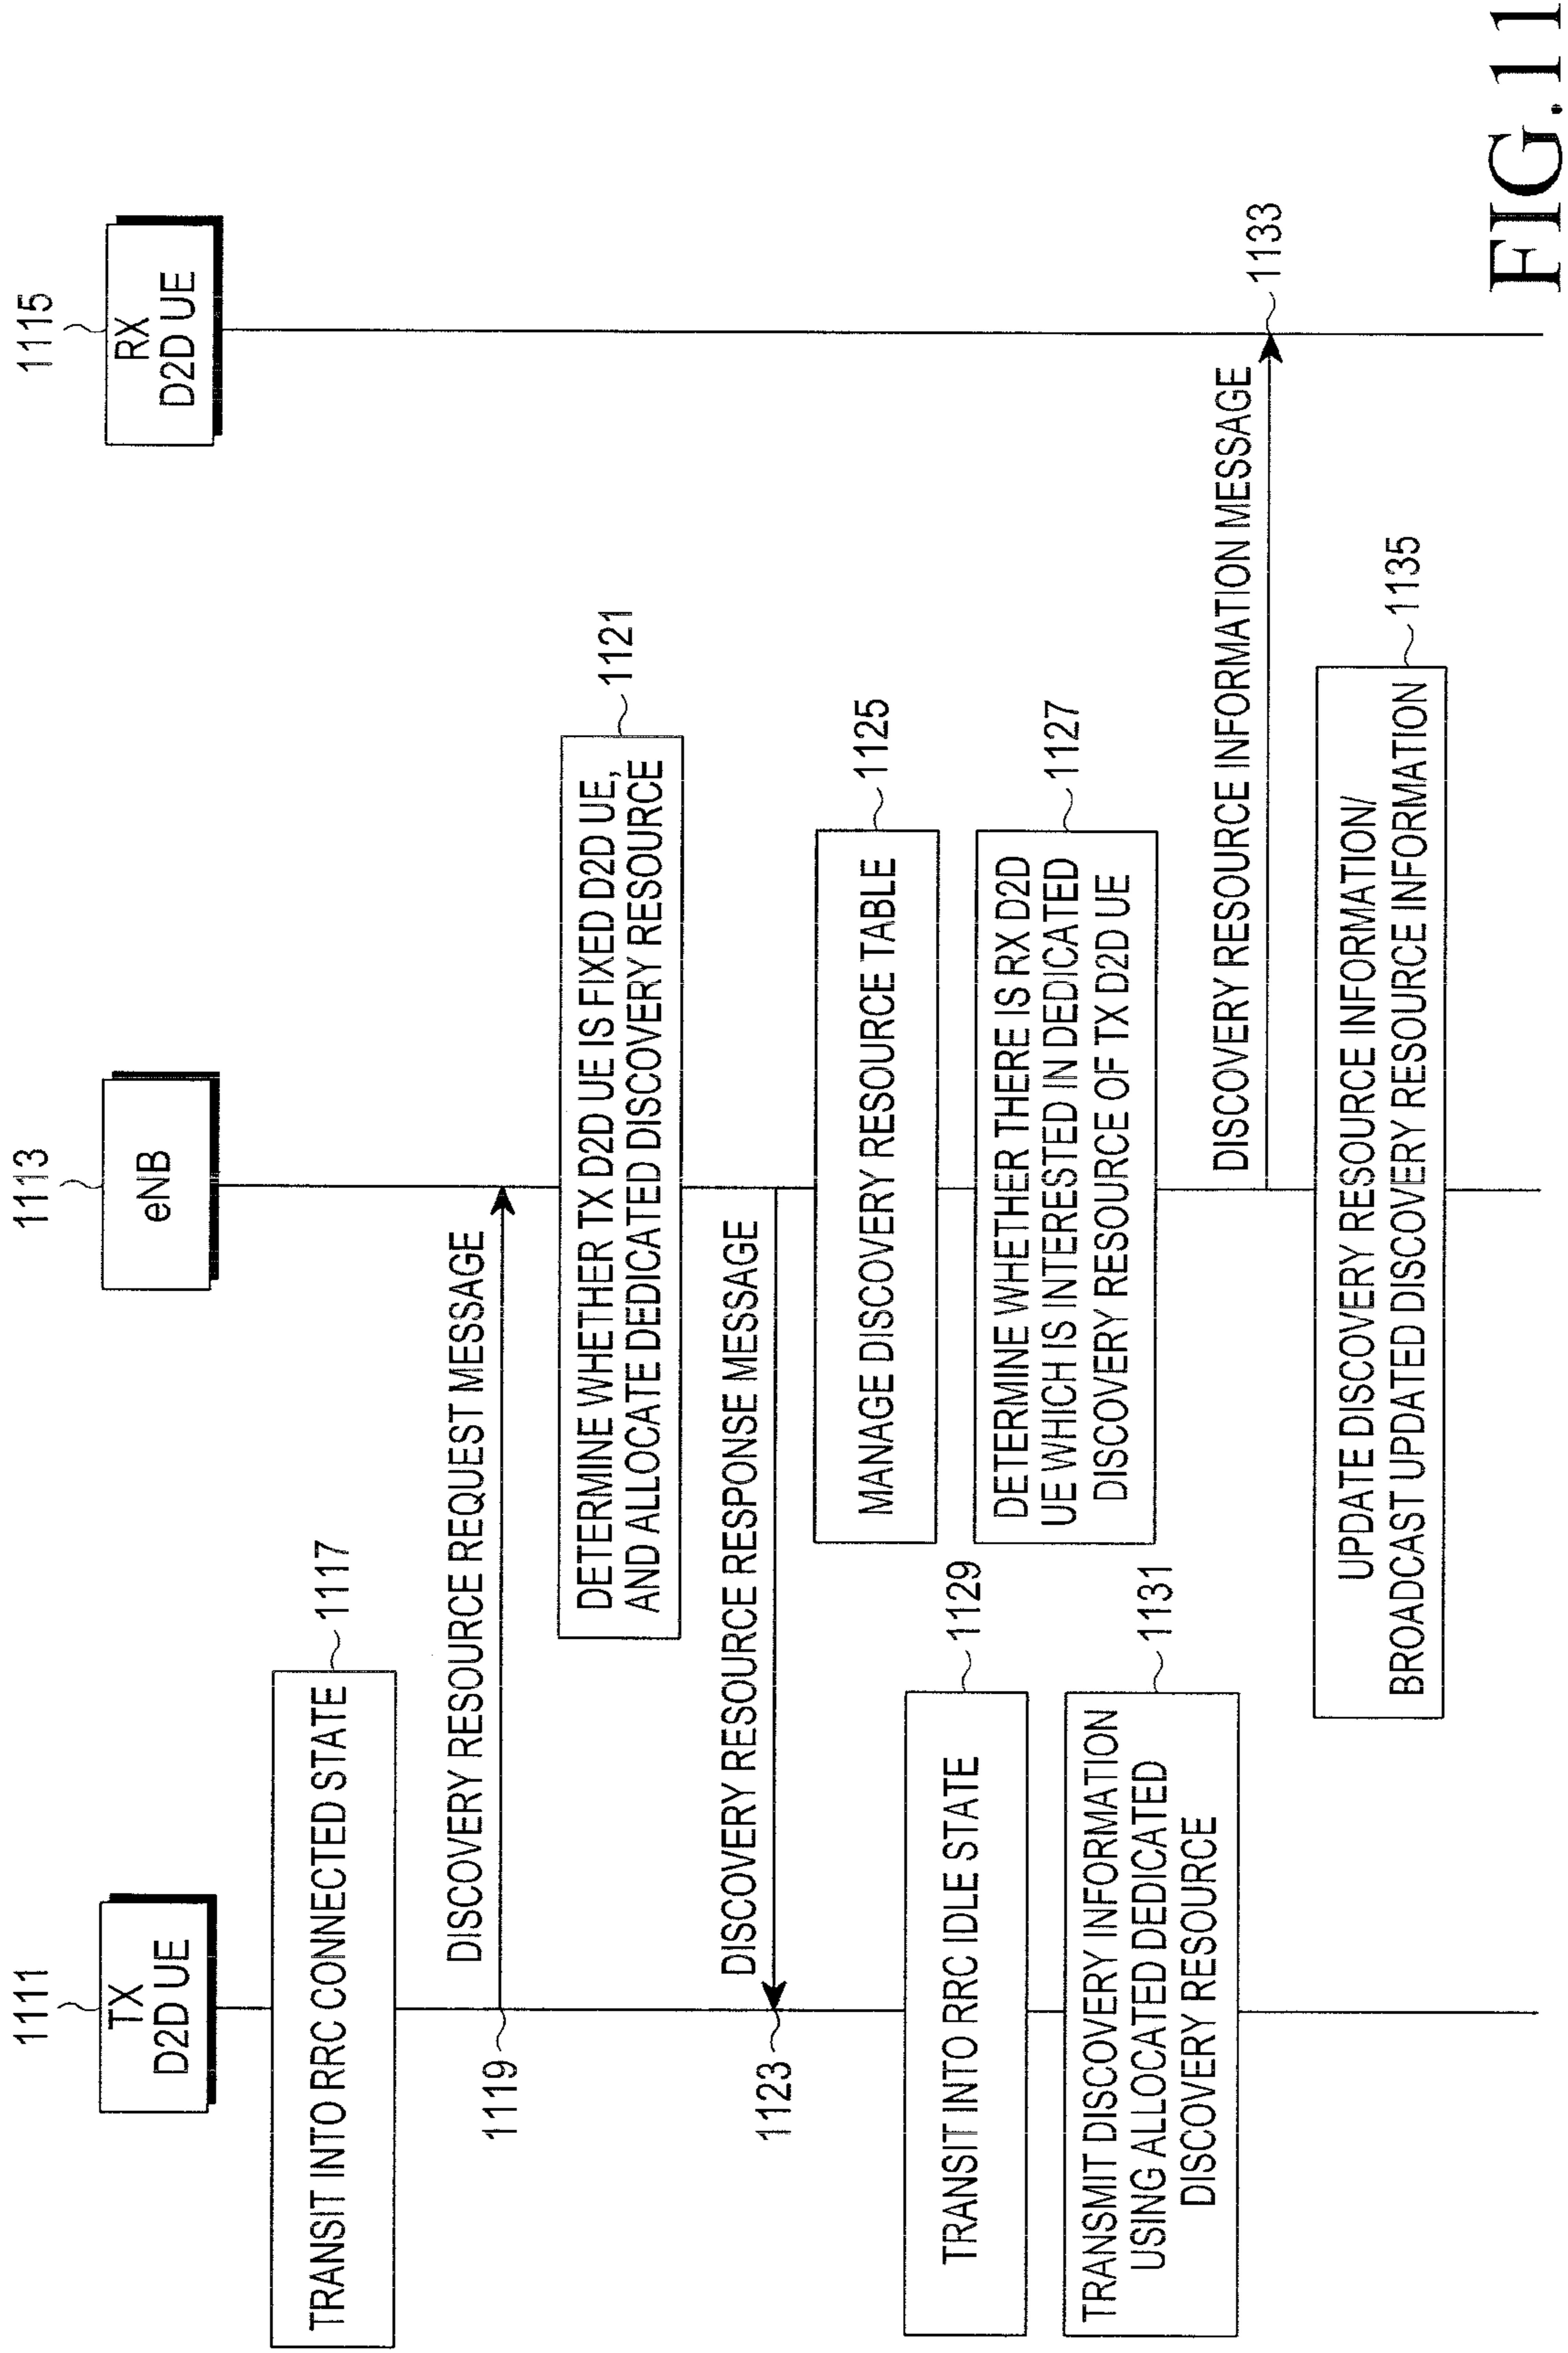 1111
TX
D2D UE
1113
eNB
1115
RX
D2D UE
TRANSIT INTO RRC CONNECTED STATE
1117
DISCOVERY RESOURCE REQUEST MESSAGE
1119
DETERMINE WHETHER TX D2D UE IS FIXED D2D UE,
AND ALLOCATE DEDICATED DISCOVERY RESOURCE
1121
DISCOVERY RESOURCE RESPONSE MESSAGE
1123
MANAGE DISCOVERY RESOURCE TABLE
1125
TRANSIT INTO RRC IDLE STATE
1129
DETERMINE WHETHER THERE IS RX D2D
UE WHICH IS INTERESTED IN DEDICATED
DISCOVERY RESOURCE OF TX D2D UE
1127
TRANSMIT DISCOVERY INFORMATION
USING ALLOCATED DEDICATED
DISCOVERY RESOURCE
1131
DISCOVERY RESOURCE INFORMATION MESSAGE
1133
UPDATE DISCOVERY RESOURCE INFORMATION/
BROADCAST UPDATED DISCOVERY RESOURCE INFORMATION
1135
FIG.11